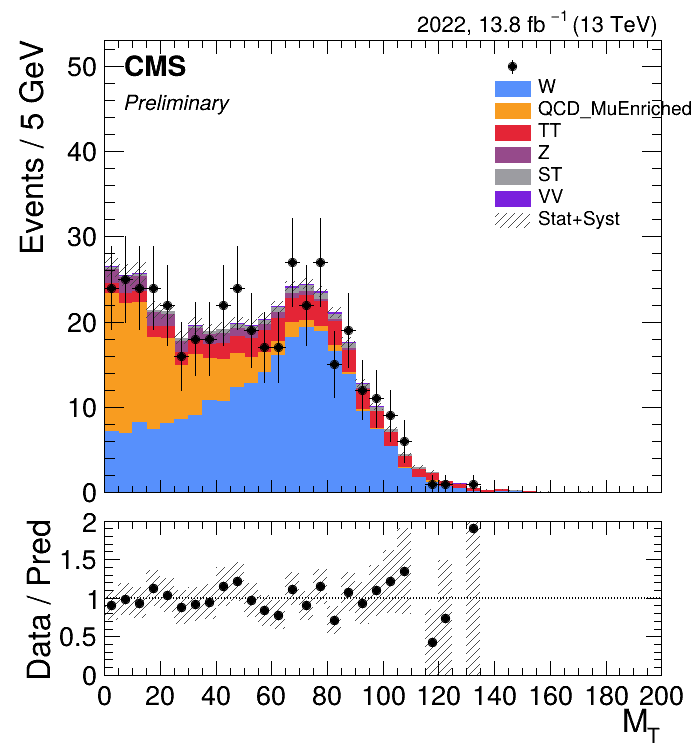 2022, 13.8 fb⁻¹ (13 TeV)
Events / 5 GeV
50
40
30
20
10
0
CMS
Preliminary
W
QCD_MuEnriched
TT
Z
ST
VV
Stat+Syst
Data / Pred
2
1.5
1
0.5
0
0 20 40 60 80 100 120 140 160 180 200
M_T